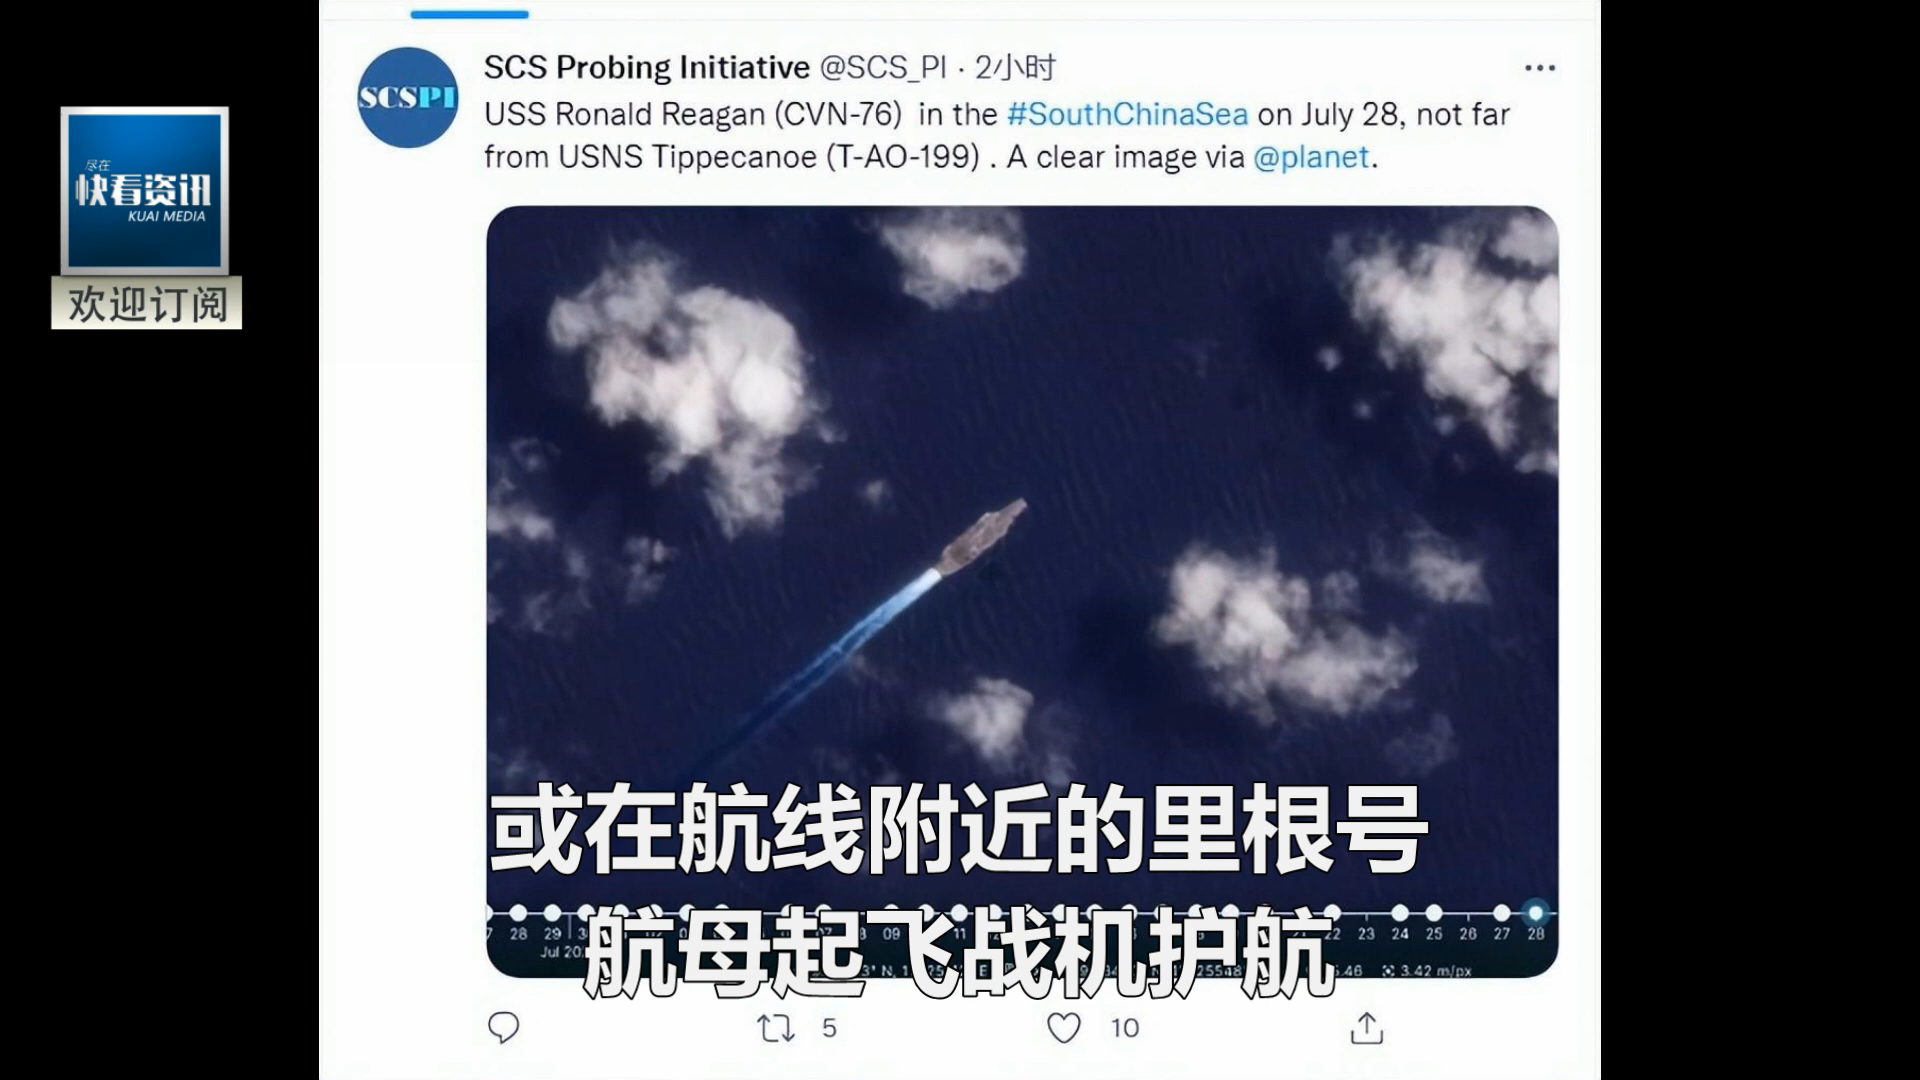 SCS Probing Initiative @SCS_PI · 2小时
USS Ronald Reagan (CVN-76) in the #SouthChinaSea on July 28, not far
from USNS Tippecanoe (T-AO-199) . A clear image via @planet.
SCSPI
尽在
快看资讯
KUAI MEDIA
欢迎订阅
或在航线附近的里根号
航母起飞战机护航
28 29 09 11 22 23 24 25 26 27 28
Jul
3.42 m/px
5 10